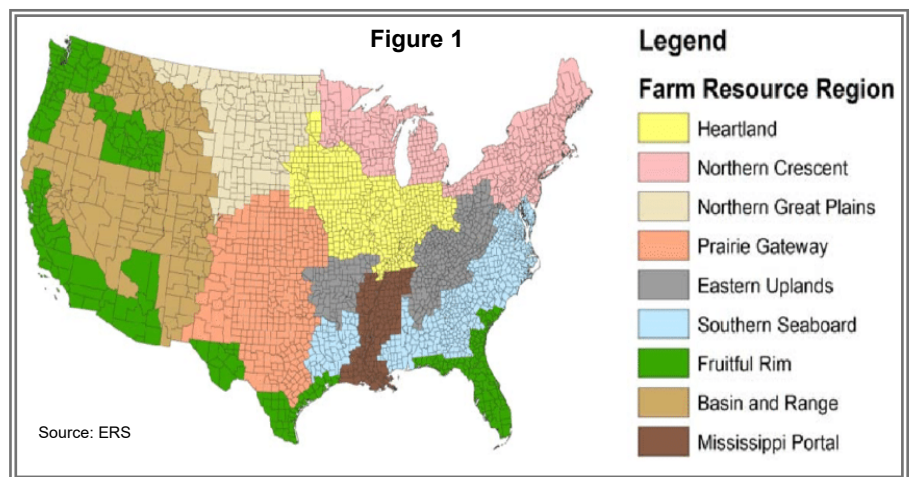 Figure 1
Legend
Farm Resource Region
Heartland
Northern Crescent
Northern Great Plains
Prairie Gateway
Eastern Uplands
Southern Seaboard
Fruitful Rim
Basin and Range
Mississippi Portal
Source: ERS